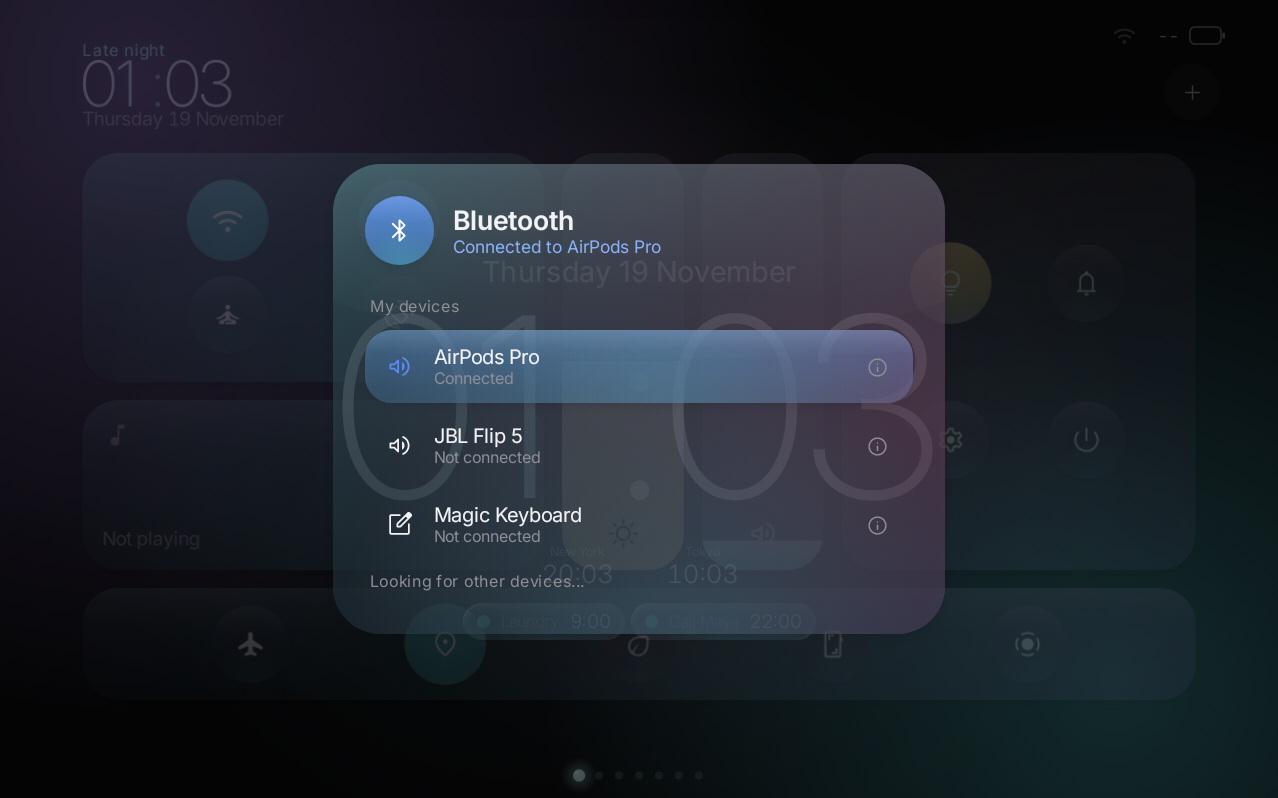 Late night
01:03
Thursday 19 November
--
Bluetooth
Connected to AirPods Pro
Thursday 19 November
My devices
01 03
AirPods Pro
Connected
JBL Flip 5
Not connected
Magic Keyboard
Not connected
Not playing
New York
Tokyo
20:03
10:03
Looking for other devices...
Laundry 9:00
22:00